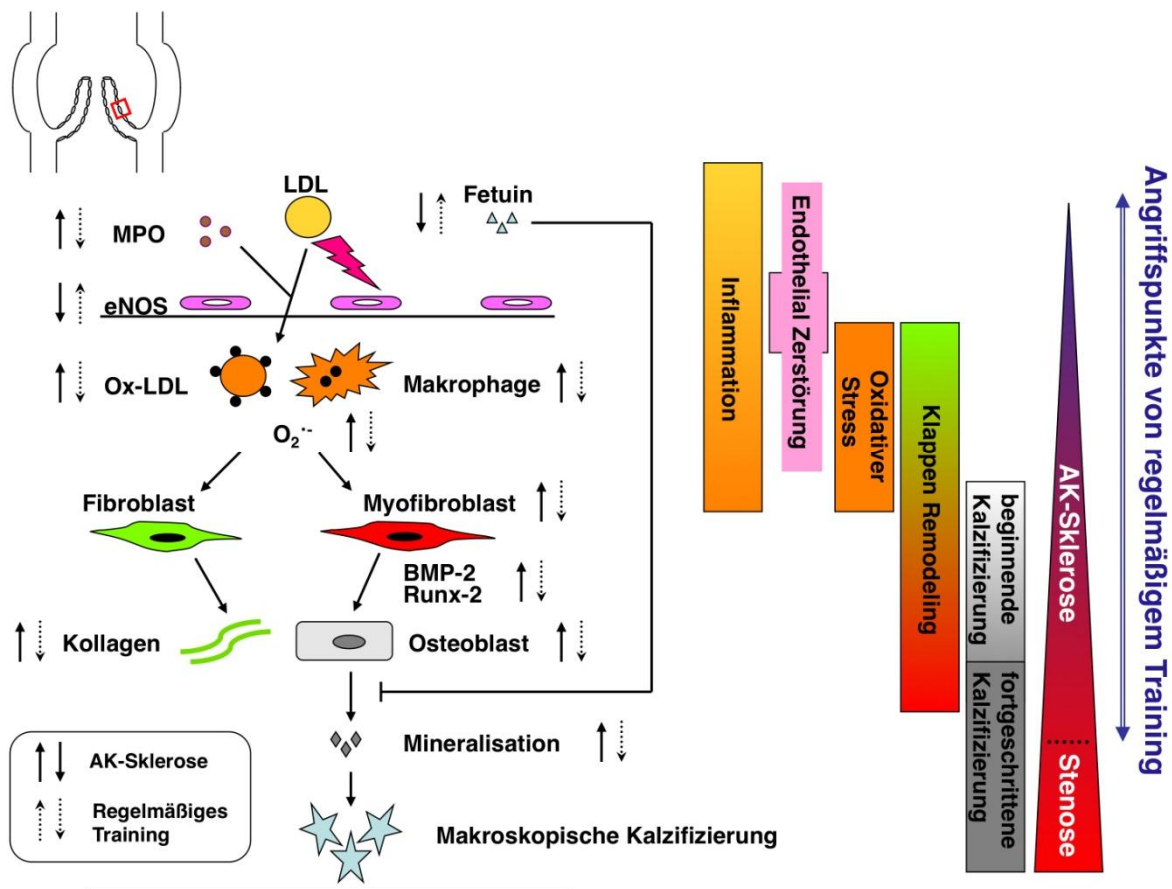 LDL
Fetuin
MPO
eNOS
Ox-LDL
Makrophage
O₂˙⁻
Fibroblast
Myofibroblast
BMP-2
Runx-2
Kollagen
Osteoblast
Mineralisation
Makroskopische Kalzifizierung
AK-Sklerose
Regelmäßiges
Training
Inflammation
Endothelial Zerstörung
Oxidativer
Stress
Klappen Remodeling
beginnende
Kalzifizierung
fortgeschrittene
Kalzifizierung
AK-Sklerose
Stenose
Angriffspunkte von regelmäßigem Training